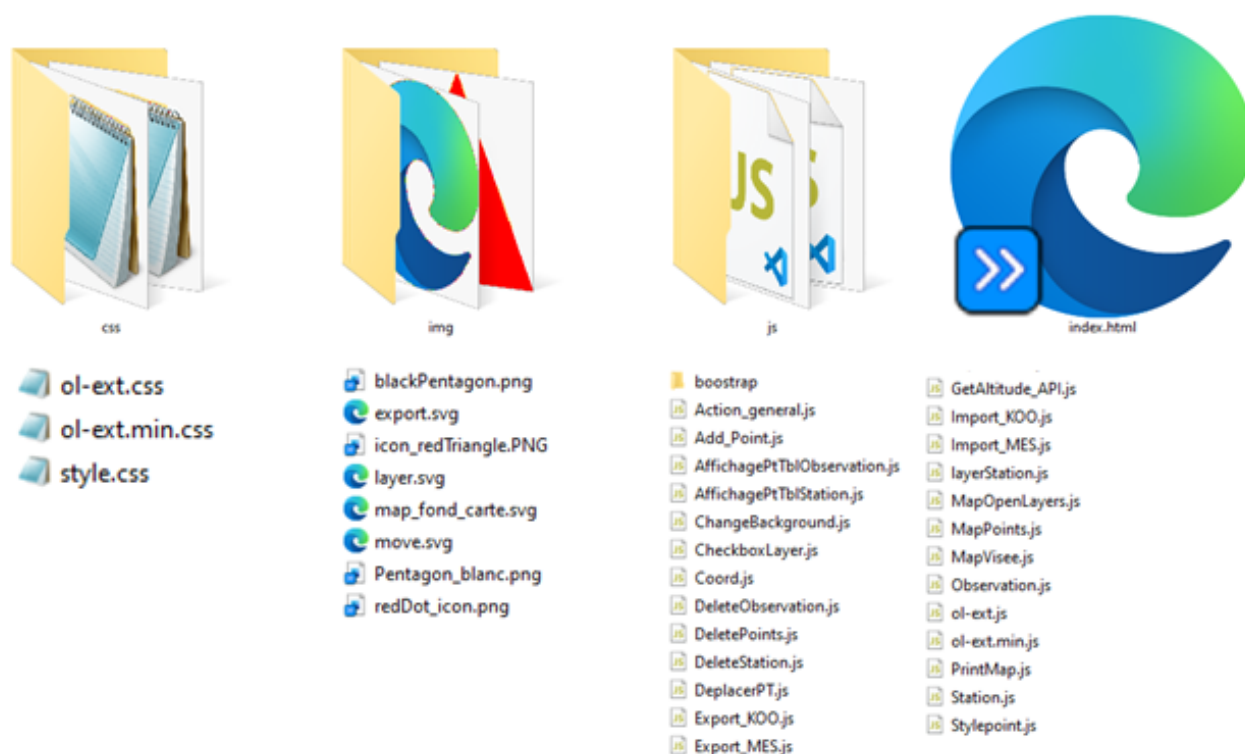 css
img
js
index.html
ol-ext.css
ol-ext.min.css
style.css
blackPentagon.png
export.svg
icon_redTriangle.PNG
layer.svg
map_fond_carte.svg
move.svg
Pentagon_blanc.png
redDot_icon.png
boostrap
Action_general.js
Add_Point.js
AffichagePtTblObservation.js
AffichagePtTblStation.js
ChangeBackground.js
CheckboxLayer.js
Coord.js
DeleteObservation.js
DeletePoints.js
DeleteStation.js
DeplacerPT.js
Export_KOO.js
Export_MES.js
GetAltitude_API.js
Import_KOO.js
Import_MES.js
layerStation.js
MapOpenLayers.js
MapPoints.js
MapVisee.js
Observation.js
ol-ext.js
ol-ext.min.js
PrintMap.js
Station.js
Stylepoint.js